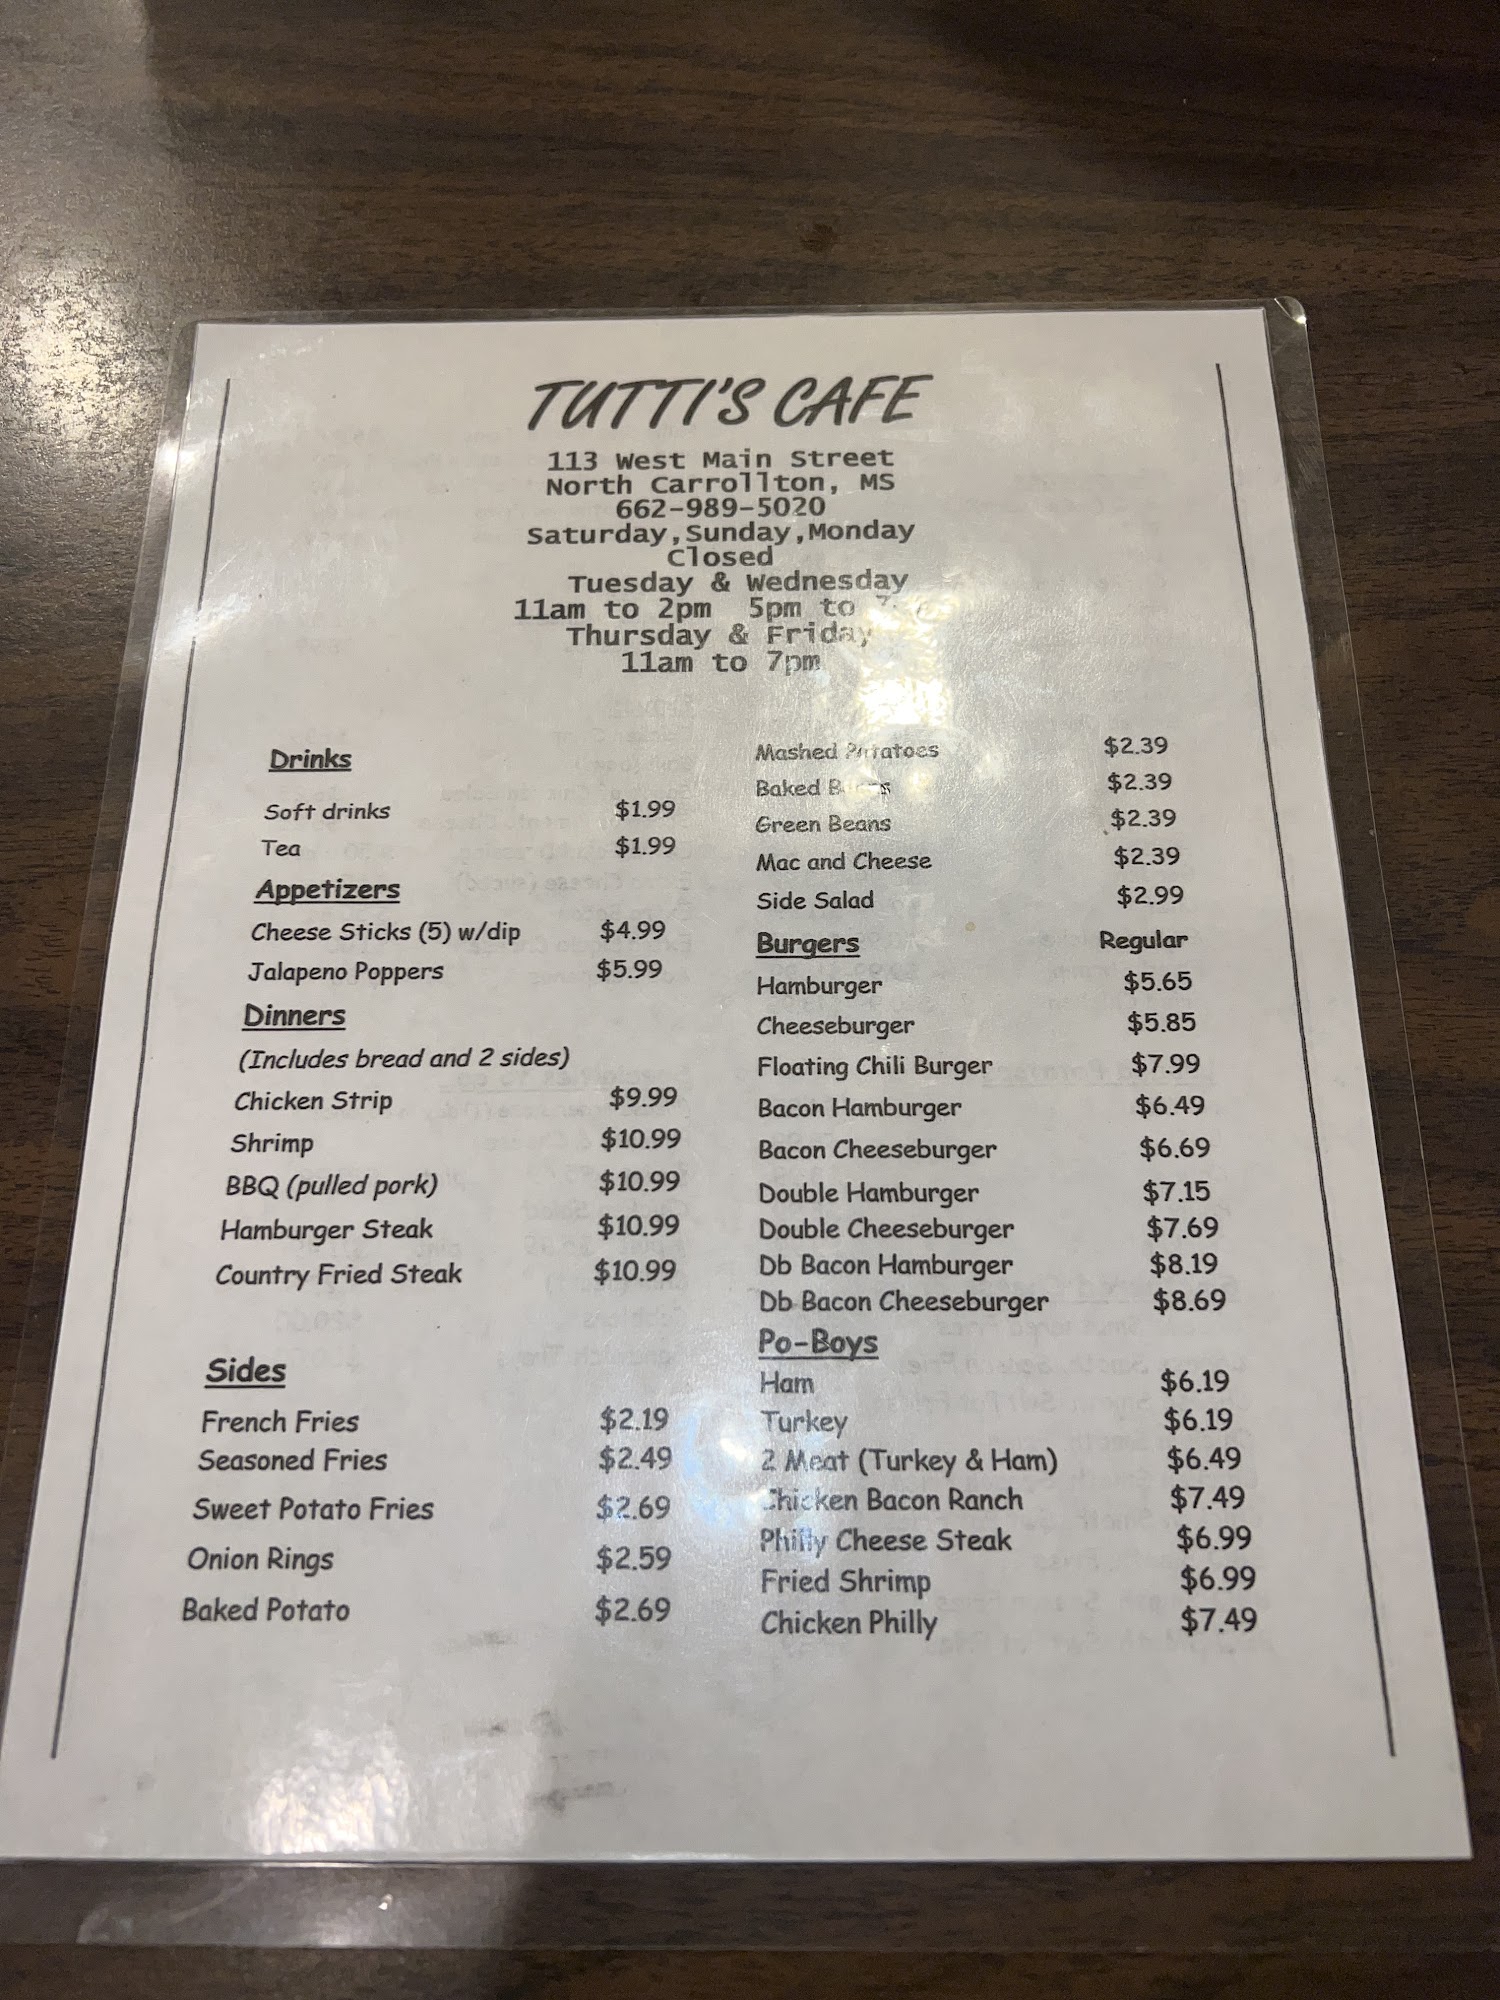 TUTTI'S CAFE
113 West Main Street
North Carrollton, MS
662-989-5020
Saturday,Sunday,Monday
Closed
Tuesday & Wednesday
11am to 2pm 5pm to
Thursday & Friday
11am to 7pm
Drinks
Soft drinks $1.99
Tea $1.99
Appetizers
Cheese Sticks (5) w/dip $4.99
Jalapeno Poppers $5.99
Dinners
(Includes bread and 2 sides)
Chicken Strip $9.99
Shrimp $10.99
BBQ (pulled pork) $10.99
Hamburger Steak $10.99
Country Fried Steak $10.99
Sides
French Fries $2.19
Seasoned Fries $2.49
Sweet Potato Fries $2.69
Onion Rings $2.59
Baked Potato $2.69
Mashed Potatoes $2.39
Baked $2.39
Green Beans $2.39
Mac and Cheese $2.39
Side Salad $2.99
Burgers Regular
Hamburger $5.65
Cheeseburger $5.85
Floating Chili Burger $7.99
Bacon Hamburger $6.49
Bacon Cheeseburger $6.69
Double Hamburger $7.15
Double Cheeseburger $7.69
Db Bacon Hamburger $8.19
Db Bacon Cheeseburger $8.69
Po-Boys
Ham $6.19
Turkey $6.19
2 Meat (Turkey & Ham) $6.49
Chicken Bacon Ranch $7.49
Philly Cheese Steak $6.99
Fried Shrimp $6.99
Chicken Philly $7.49